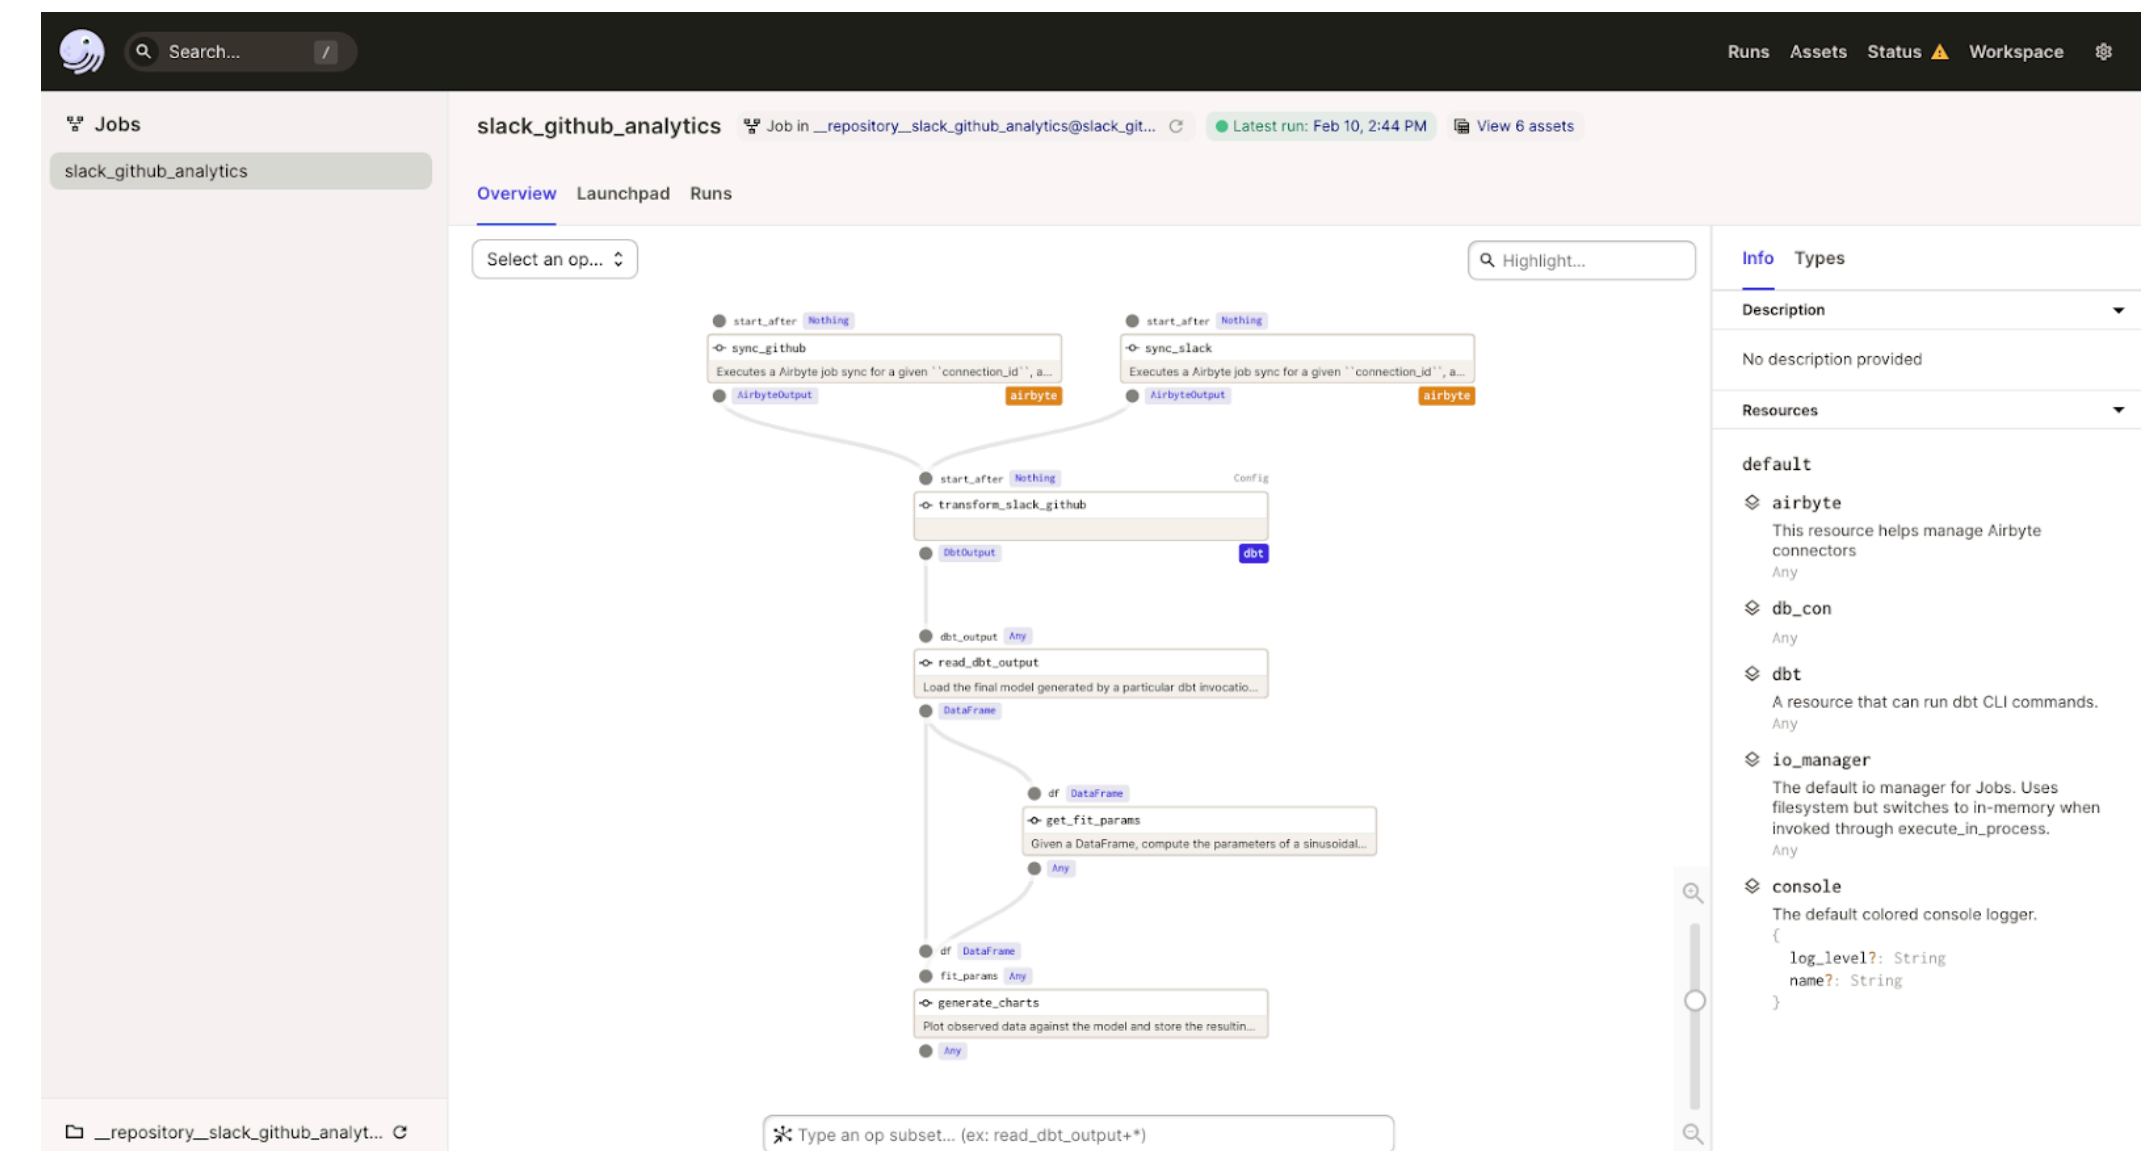 Search... /
Runs Assets Status Workspace
Jobs
slack_github_analytics
slack_github_analytics Job in __repository__slack_github_analytics@slack_git... Latest run: Feb 10, 2:44 PM View 6 assets
Overview Launchpad Runs
Select an op...
Highlight...
start_after Nothing
sync_github
Executes a Airbyte job sync for a given ``connection_id``, a...
AirbyteOutput airbyte
start_after Nothing
sync_slack
Executes a Airbyte job sync for a given ``connection_id``, a...
AirbyteOutput airbyte
start_after Nothing Config
transform_slack_github
DbtOutput dbt
dbt_output Any
read_dbt_output
Load the final model generated by a particular dbt invocatio...
DataFrame
df DataFrame
get_fit_params
Given a DataFrame, compute the parameters of a sinusoidal...
Any
df DataFrame
fit_params Any
generate_charts
Plot observed data against the model and store the resultin...
Any
Type an op subset... (ex: read_dbt_output+*)
Info Types
Description
No description provided
Resources
default
airbyte
This resource helps manage Airbyte
connectors
Any
db_con
Any
dbt
A resource that can run dbt CLI commands.
Any
io_manager
The default io manager for Jobs. Uses
filesystem but switches to in-memory when
invoked through execute_in_process.
Any
console
The default colored console logger.
{
log_level?: String
name?: String
}
__repository__slack_github_analyt...